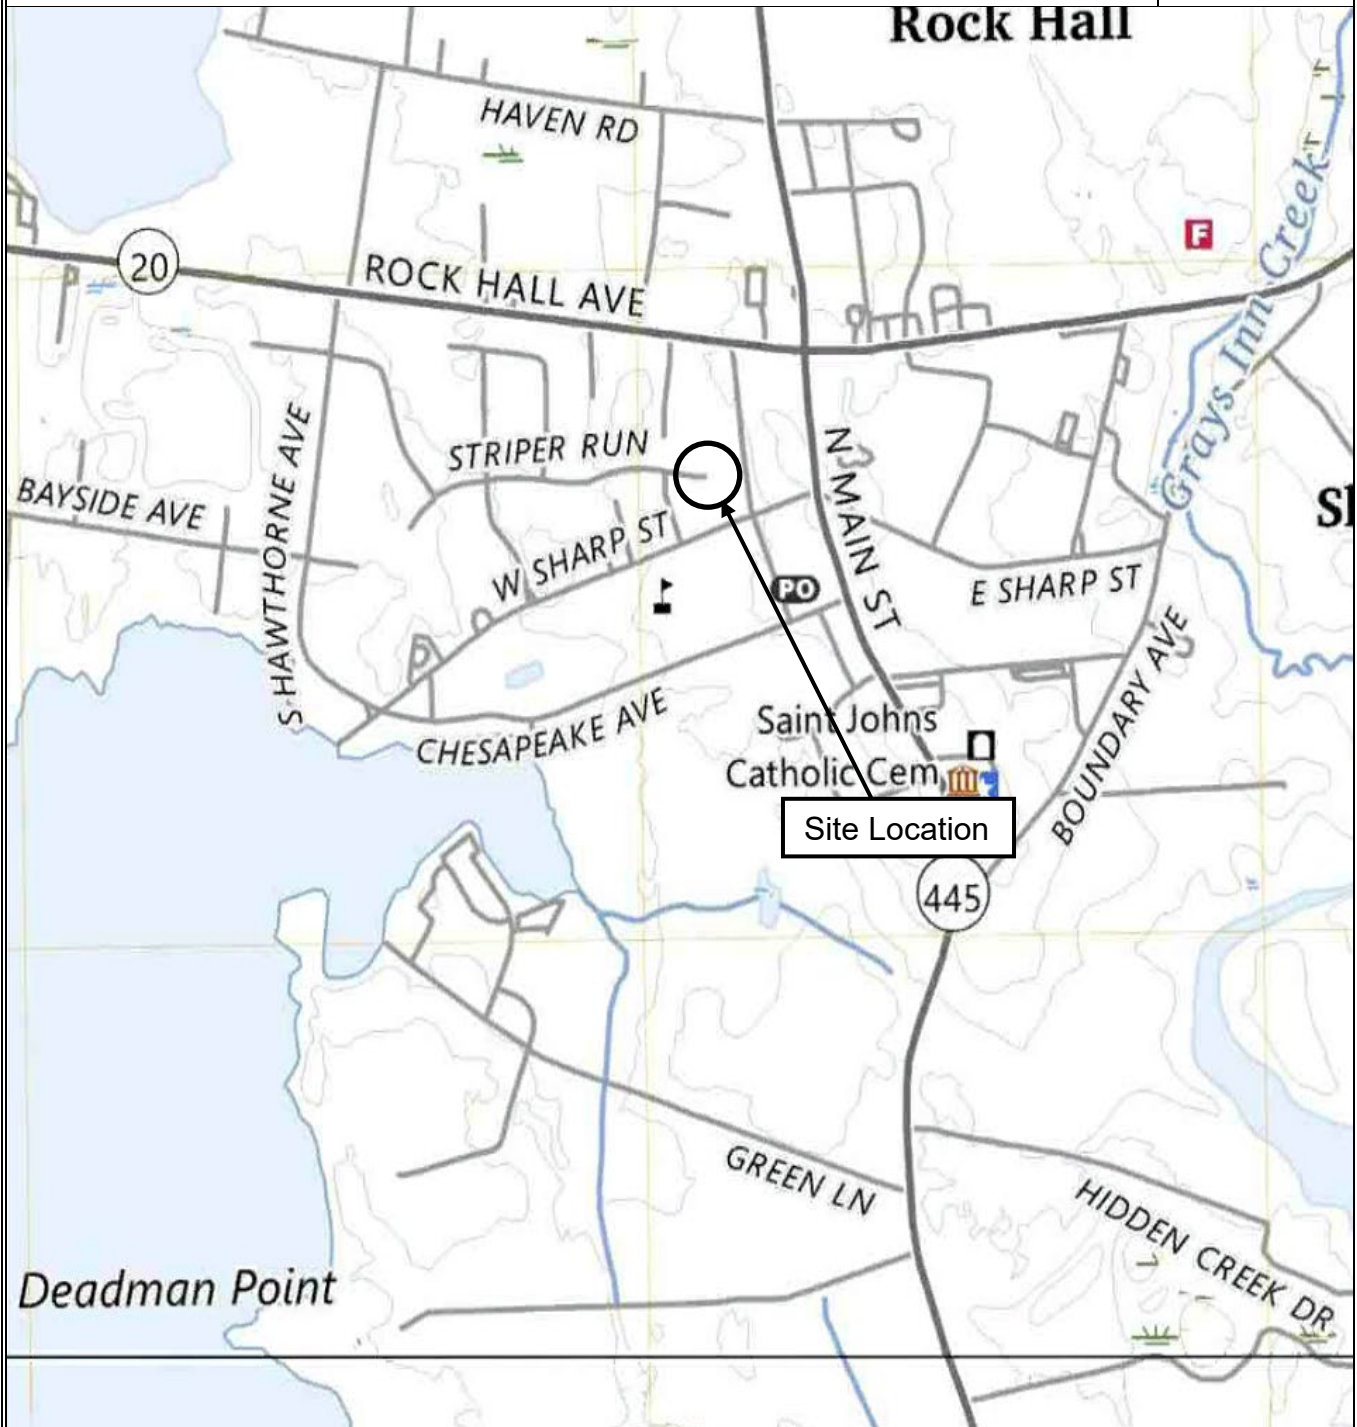 Rock Hall
HAVEN RD
F
Grays Inn Creek
20
ROCK HALL AVE
S HAWTHORNE AVE
STRIPER RUN
N MAIN ST
BAYSIDE AVE
W SHARP ST
PO
E SHARP ST
BOUNDARY AVE
CHESAPEAKE AVE
Saint Johns
Catholic Cem
Site Location
445
GREEN LN
HIDDEN CREEK DR
Deadman Point